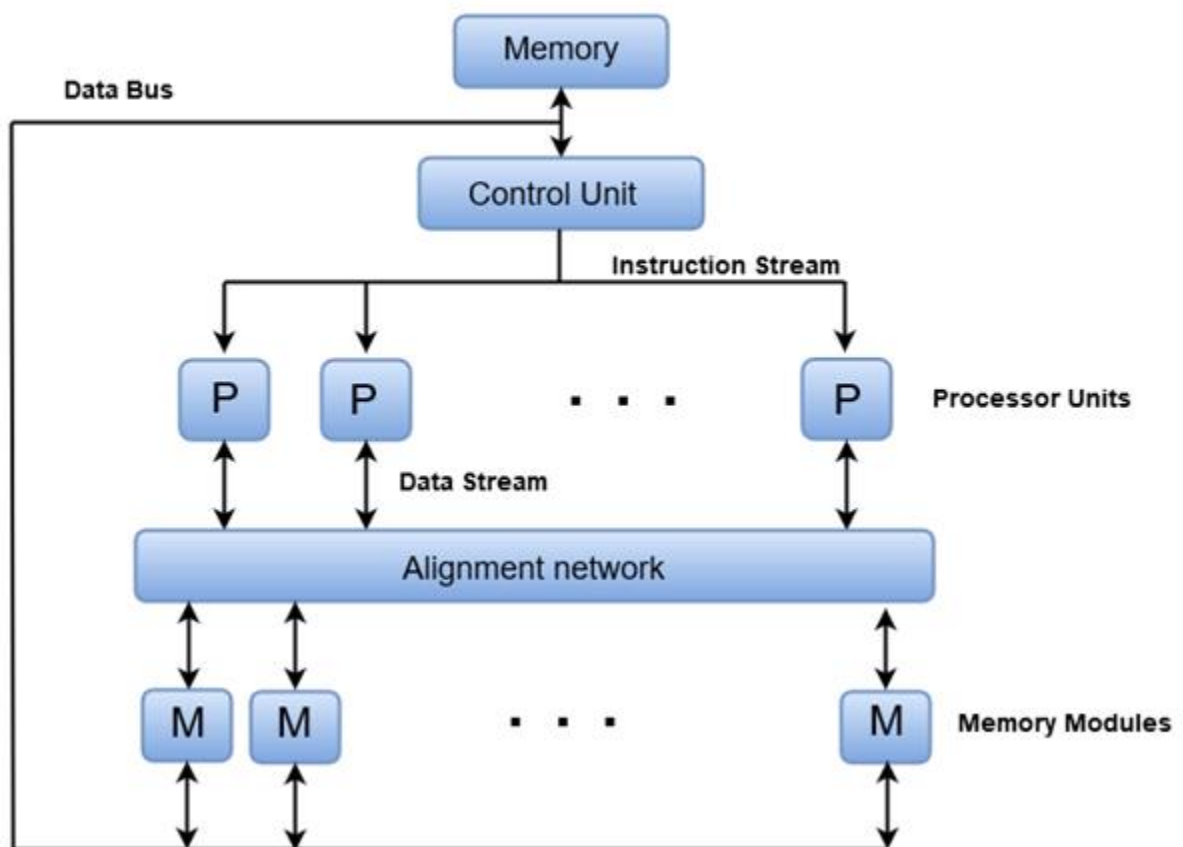 Memory
Data Bus
Control Unit
Instruction Stream
P P . . . P Processor Units
Data Stream
Alignment network
M M . . . M Memory Modules